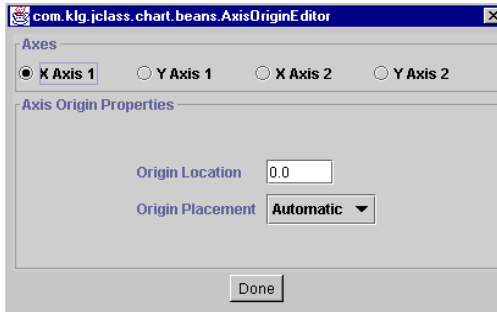 com.klg.jclass.chart.beans.AxisOriginEditor
Axes
X Axis 1 Y Axis 1 X Axis 2 Y Axis 2
Axis Origin Properties
Origin Location 0.0
Origin Placement Automatic
Done